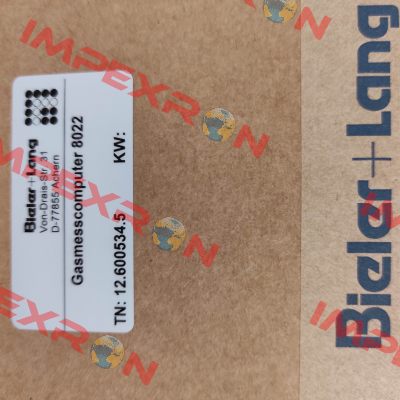 Bieler+Lang
Von-Drais-Str. 31
D-77855 Achern
Gasmesscomputer 8022
TN: 12.600534.5 KW:
Bieler+Lang
IMPEXRON
IMPEXRON
IMPEXRON
IMPEXRON
IMPEXRON